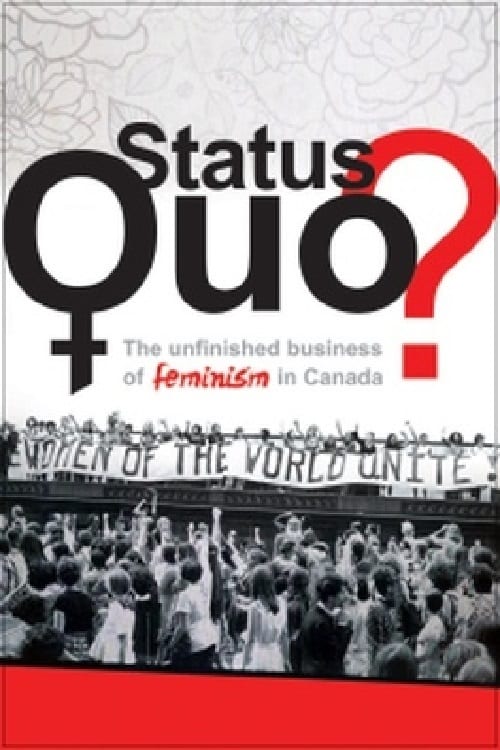 Status
Quo?
The unfinished business
of feminism in Canada
WOMEN OF THE WORLD UNITE!